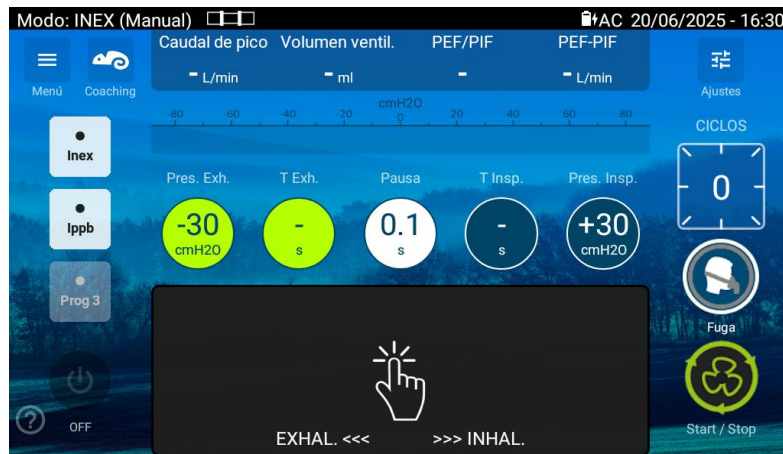 Modo: INEX (Manual) AC 20/06/2025 - 16:30
Caudal de pico Volumen ventil. PEF/PIF PEF-PIF
- L/min - ml - - L/min
Menú Coaching Ajustes
cmH2O
-80 -60 -40 -20 0 20 40 60 80
CICLOS
Inex
Pres. Exh. T Exh. Pausa T Insp. Pres. Insp.
0
-30 - 0.1 - +30
cmH2O s s s cmH2O
Ippb
Prog 3
Fuga
OFF
?
EXHAL. <<< >>> INHAL.
Start / Stop